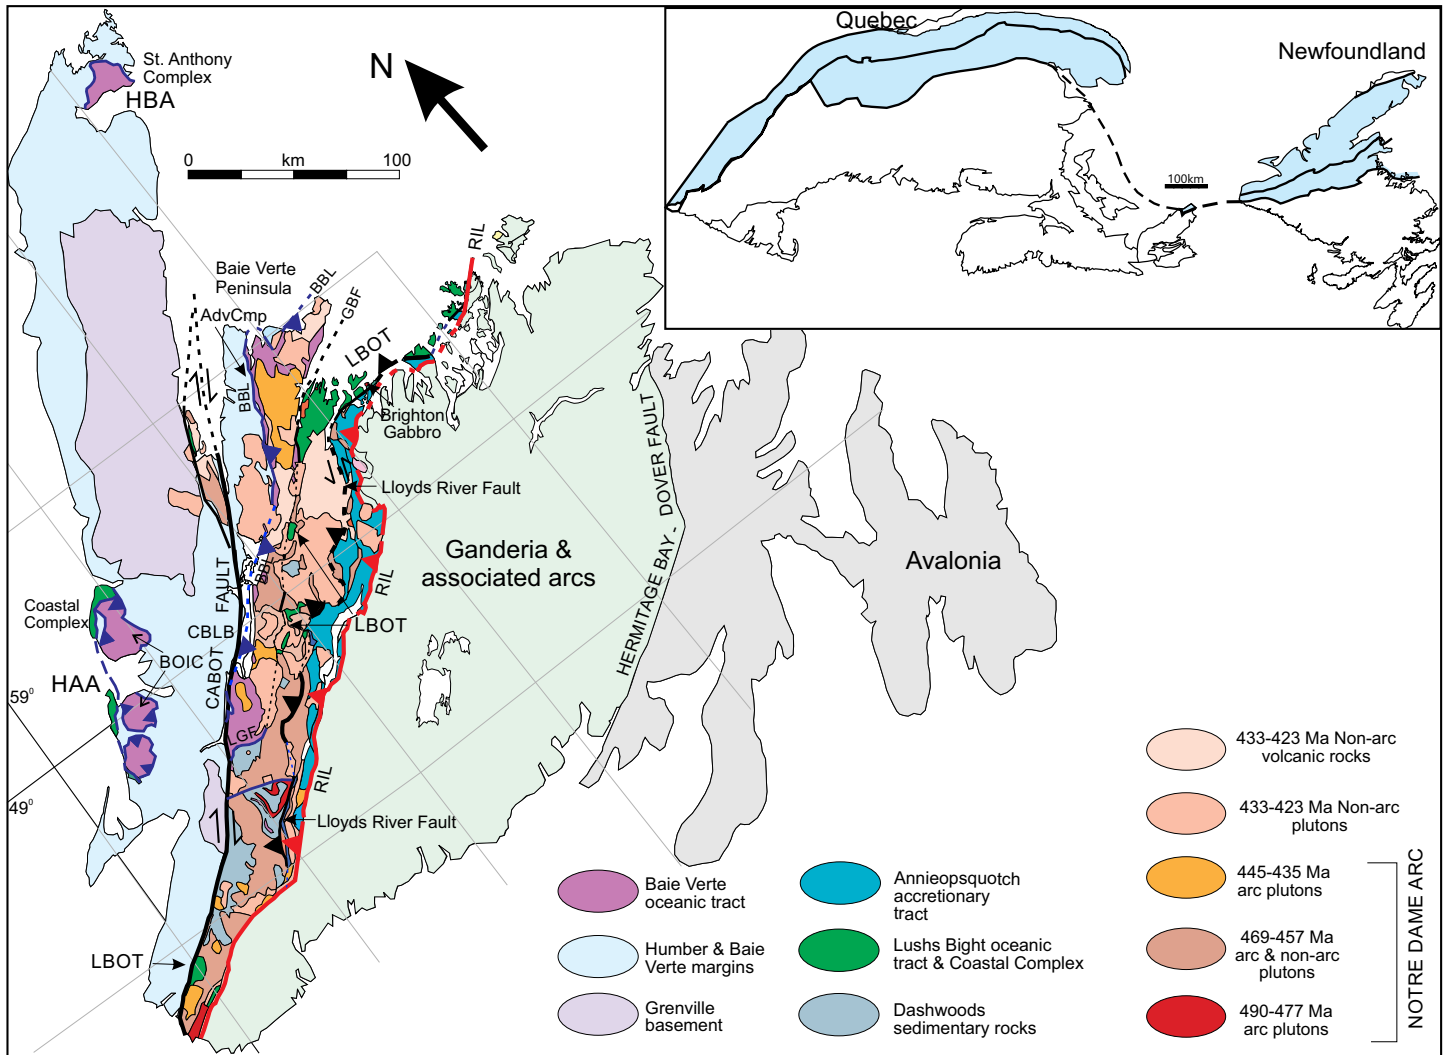 Quebec
Newfoundland
100km
St. Anthony
Complex
HBA
N
0 km 100
RIL
Baie Verte
Peninsula
BBL
GBF
AdvCmp
LBOT
BBL
Brighton
Gabbro
Lloyds River Fault
HERMITAGE BAY - DOVER FAULT
Ganderia &
associated arcs
Avalonia
BBL
RIL
Coastal
Complex
CABOT FAULT
CBLB
LBOT
BOIC
HAA
59⁰
LGF
49⁰
RIL
Lloyds River Fault
LBOT
433-423 Ma Non-arc
volcanic rocks
433-423 Ma Non-arc
plutons
445-435 Ma
arc plutons
469-457 Ma
arc & non-arc
plutons
490-477 Ma
arc plutons
NOTRE DAME ARC
Baie Verte
oceanic tract
Humber & Baie
Verte margins
Grenville
basement
Annieopsquotch
accretionary
tract
Lushs Bight oceanic
tract & Coastal Complex
Dashwoods
sedimentary rocks